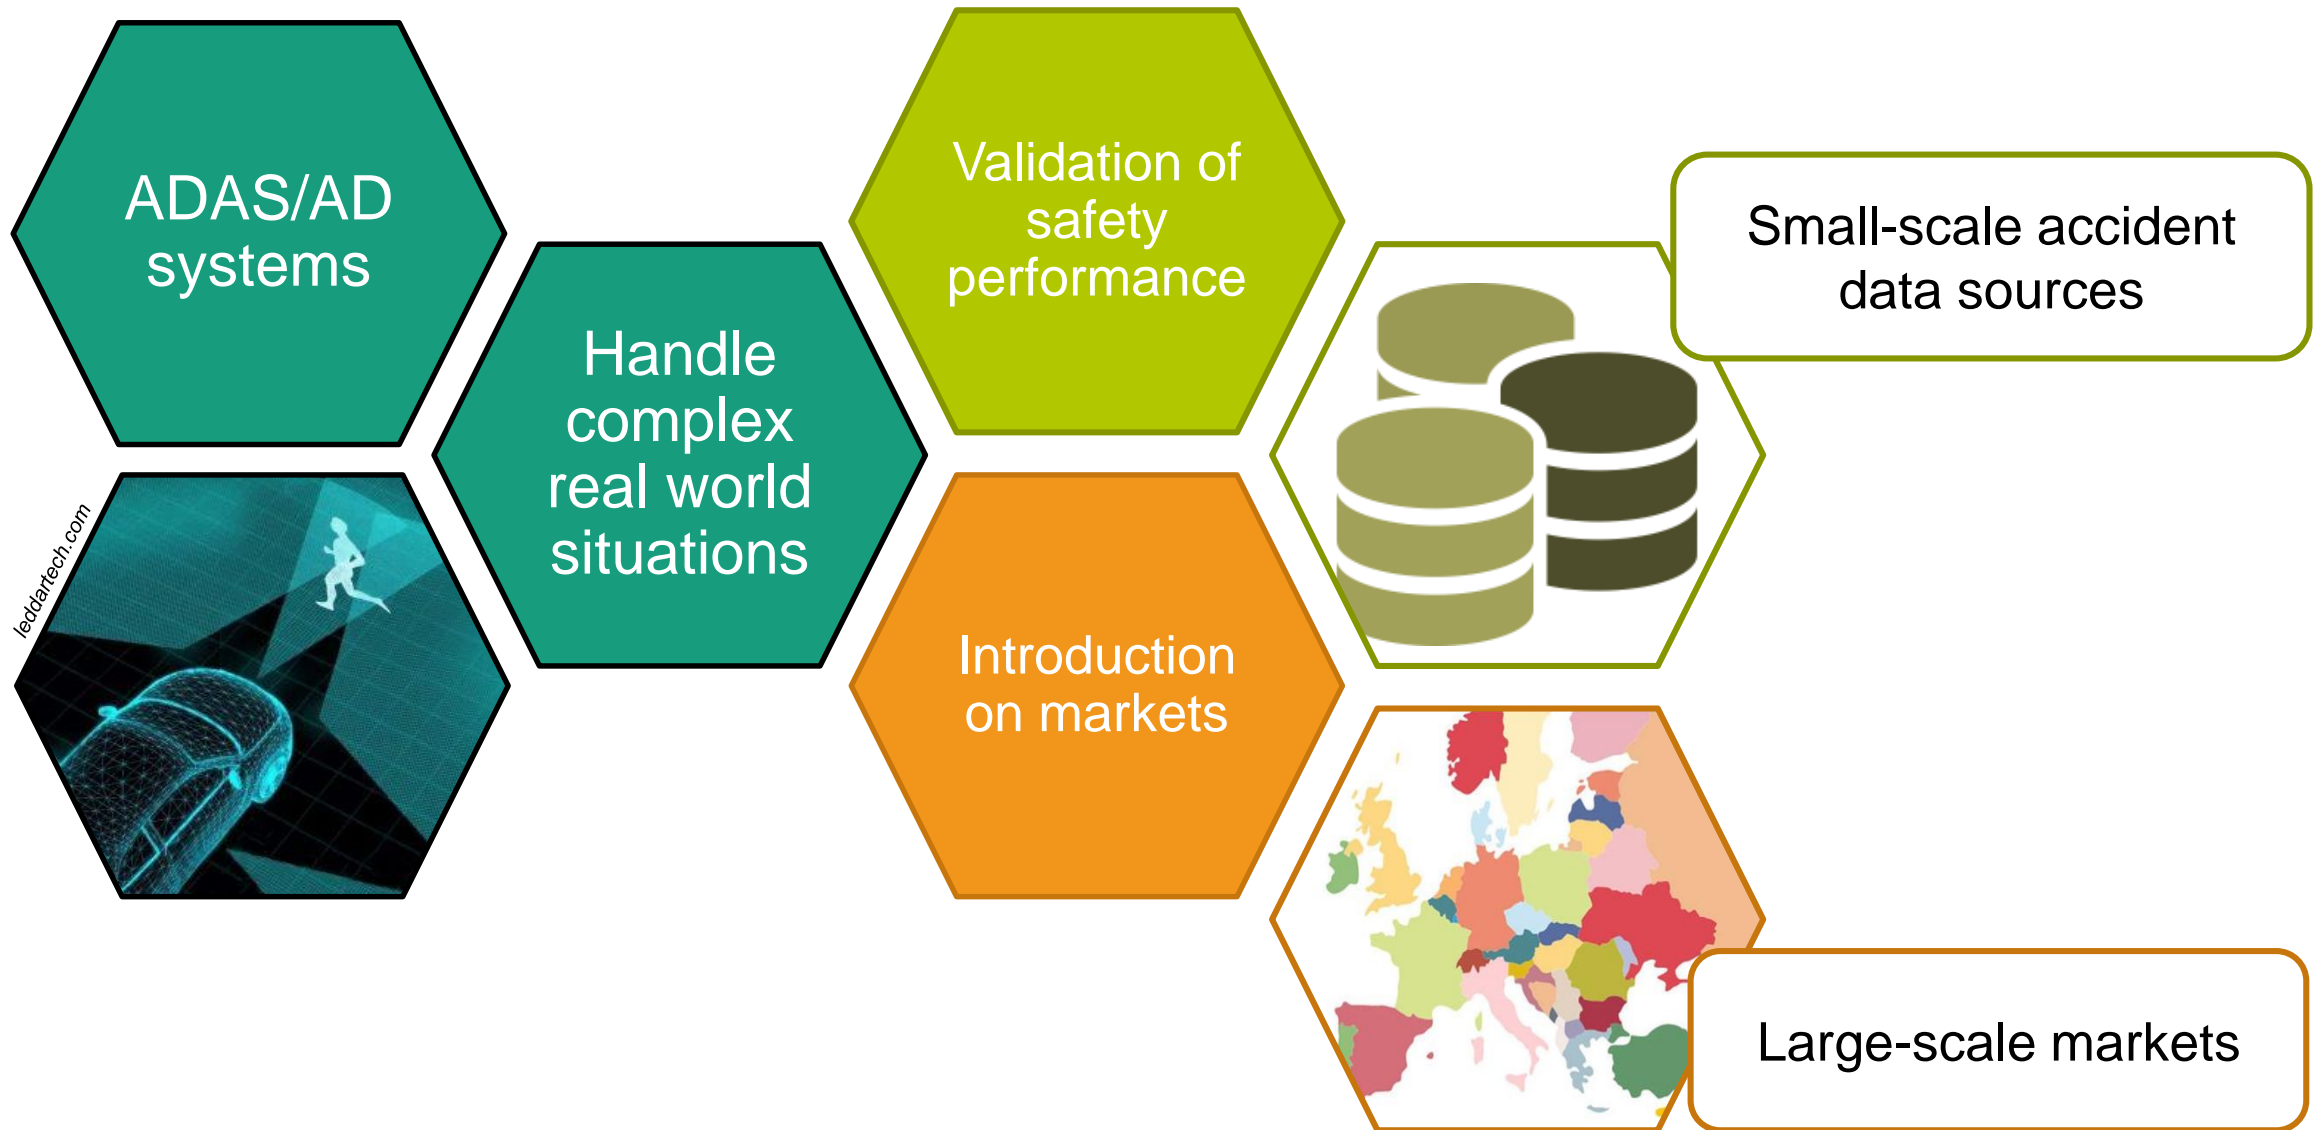 ADAS/AD
systems
leddartech.com
Handle
complex
real world
situations
Validation of
safety
performance
Introduction
on markets
Small-scale accident
data sources
Large-scale markets